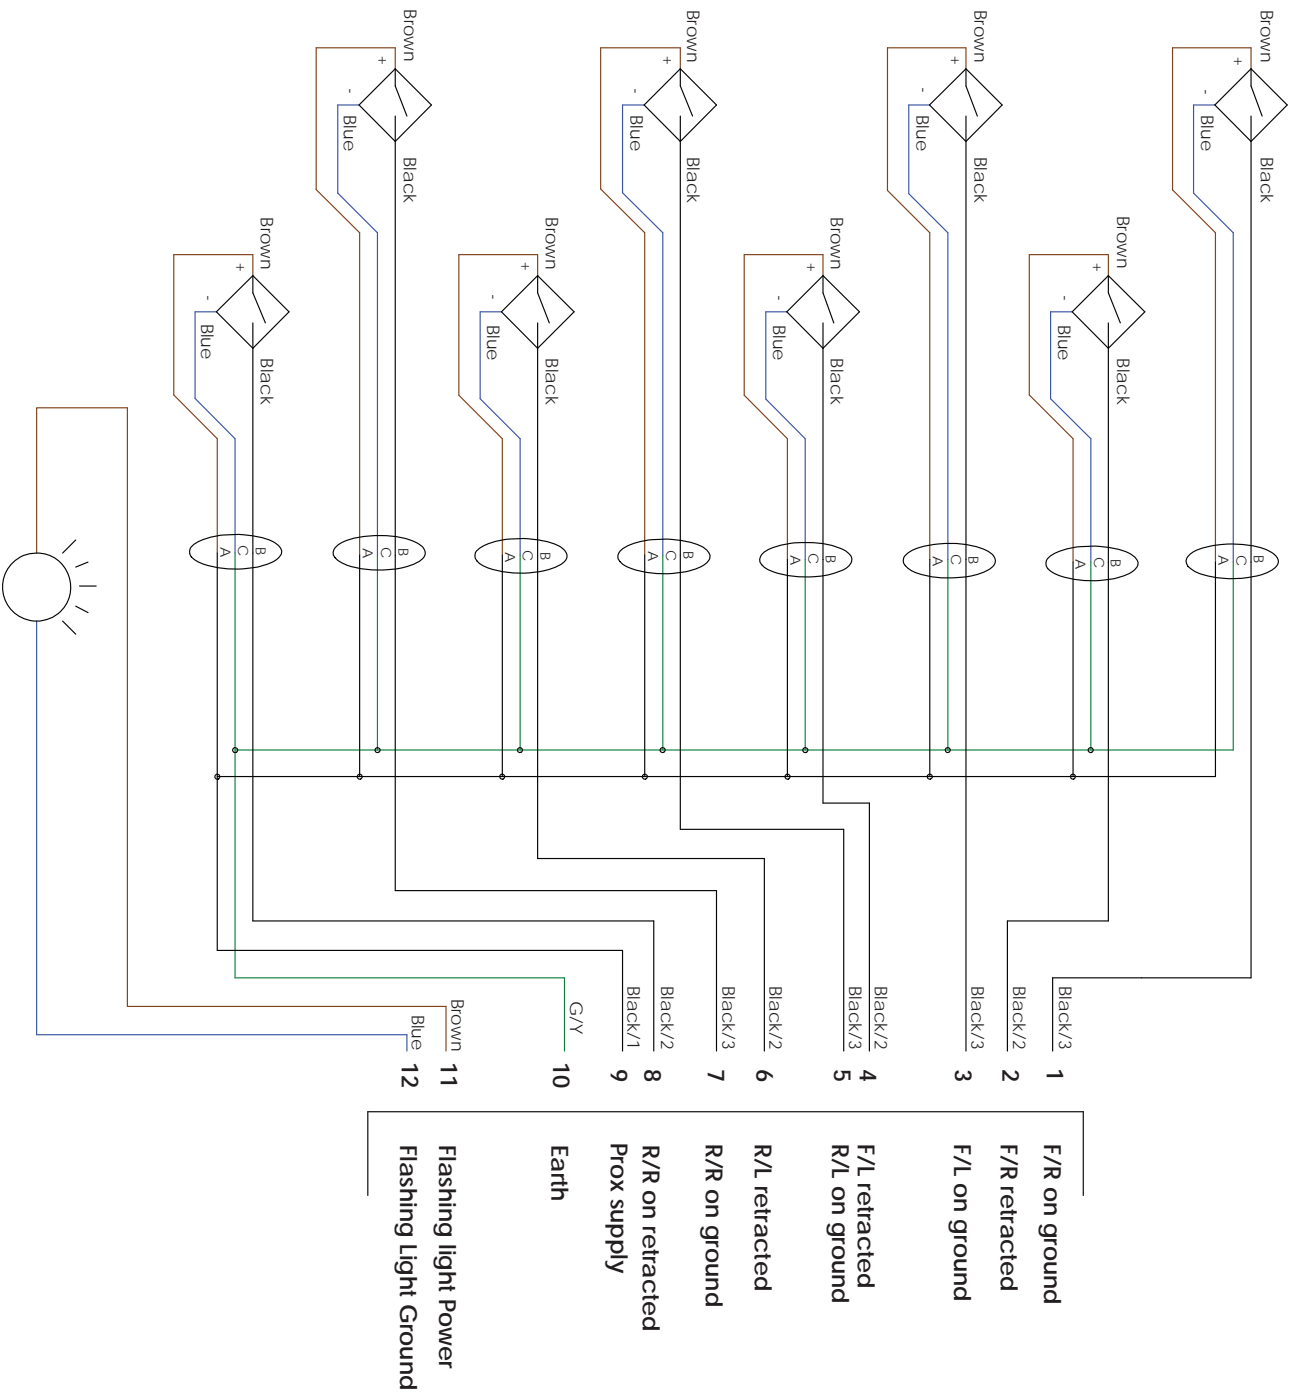 Brown
+
-
Blue
Black
Brown
+
-
Blue
Black
Brown
+
-
Blue
Black
Brown
+
-
Blue
Black
Brown
+
-
Blue
Black
Brown
+
-
Blue
Black
Brown
+
-
Blue
Black
Brown
+
-
Blue
Black
B
C
A
B
C
A
B
C
A
B
C
A
B
C
A
B
C
A
B
C
A
B
C
A
Black/3 1 F/R on ground
Black/2 2 F/R retracted
Black/3 3 F/L on ground
Black/2 4 F/L retracted
Black/3 5 R/L on ground
Black/2 6 R/L retracted
Black/3 7 R/R on ground
Black/2 8 R/R on retracted
Black/1 9 Prox supply
G/Y 10 Earth
Brown 11 Flashing light Power
Blue 12 Flashing Light Ground